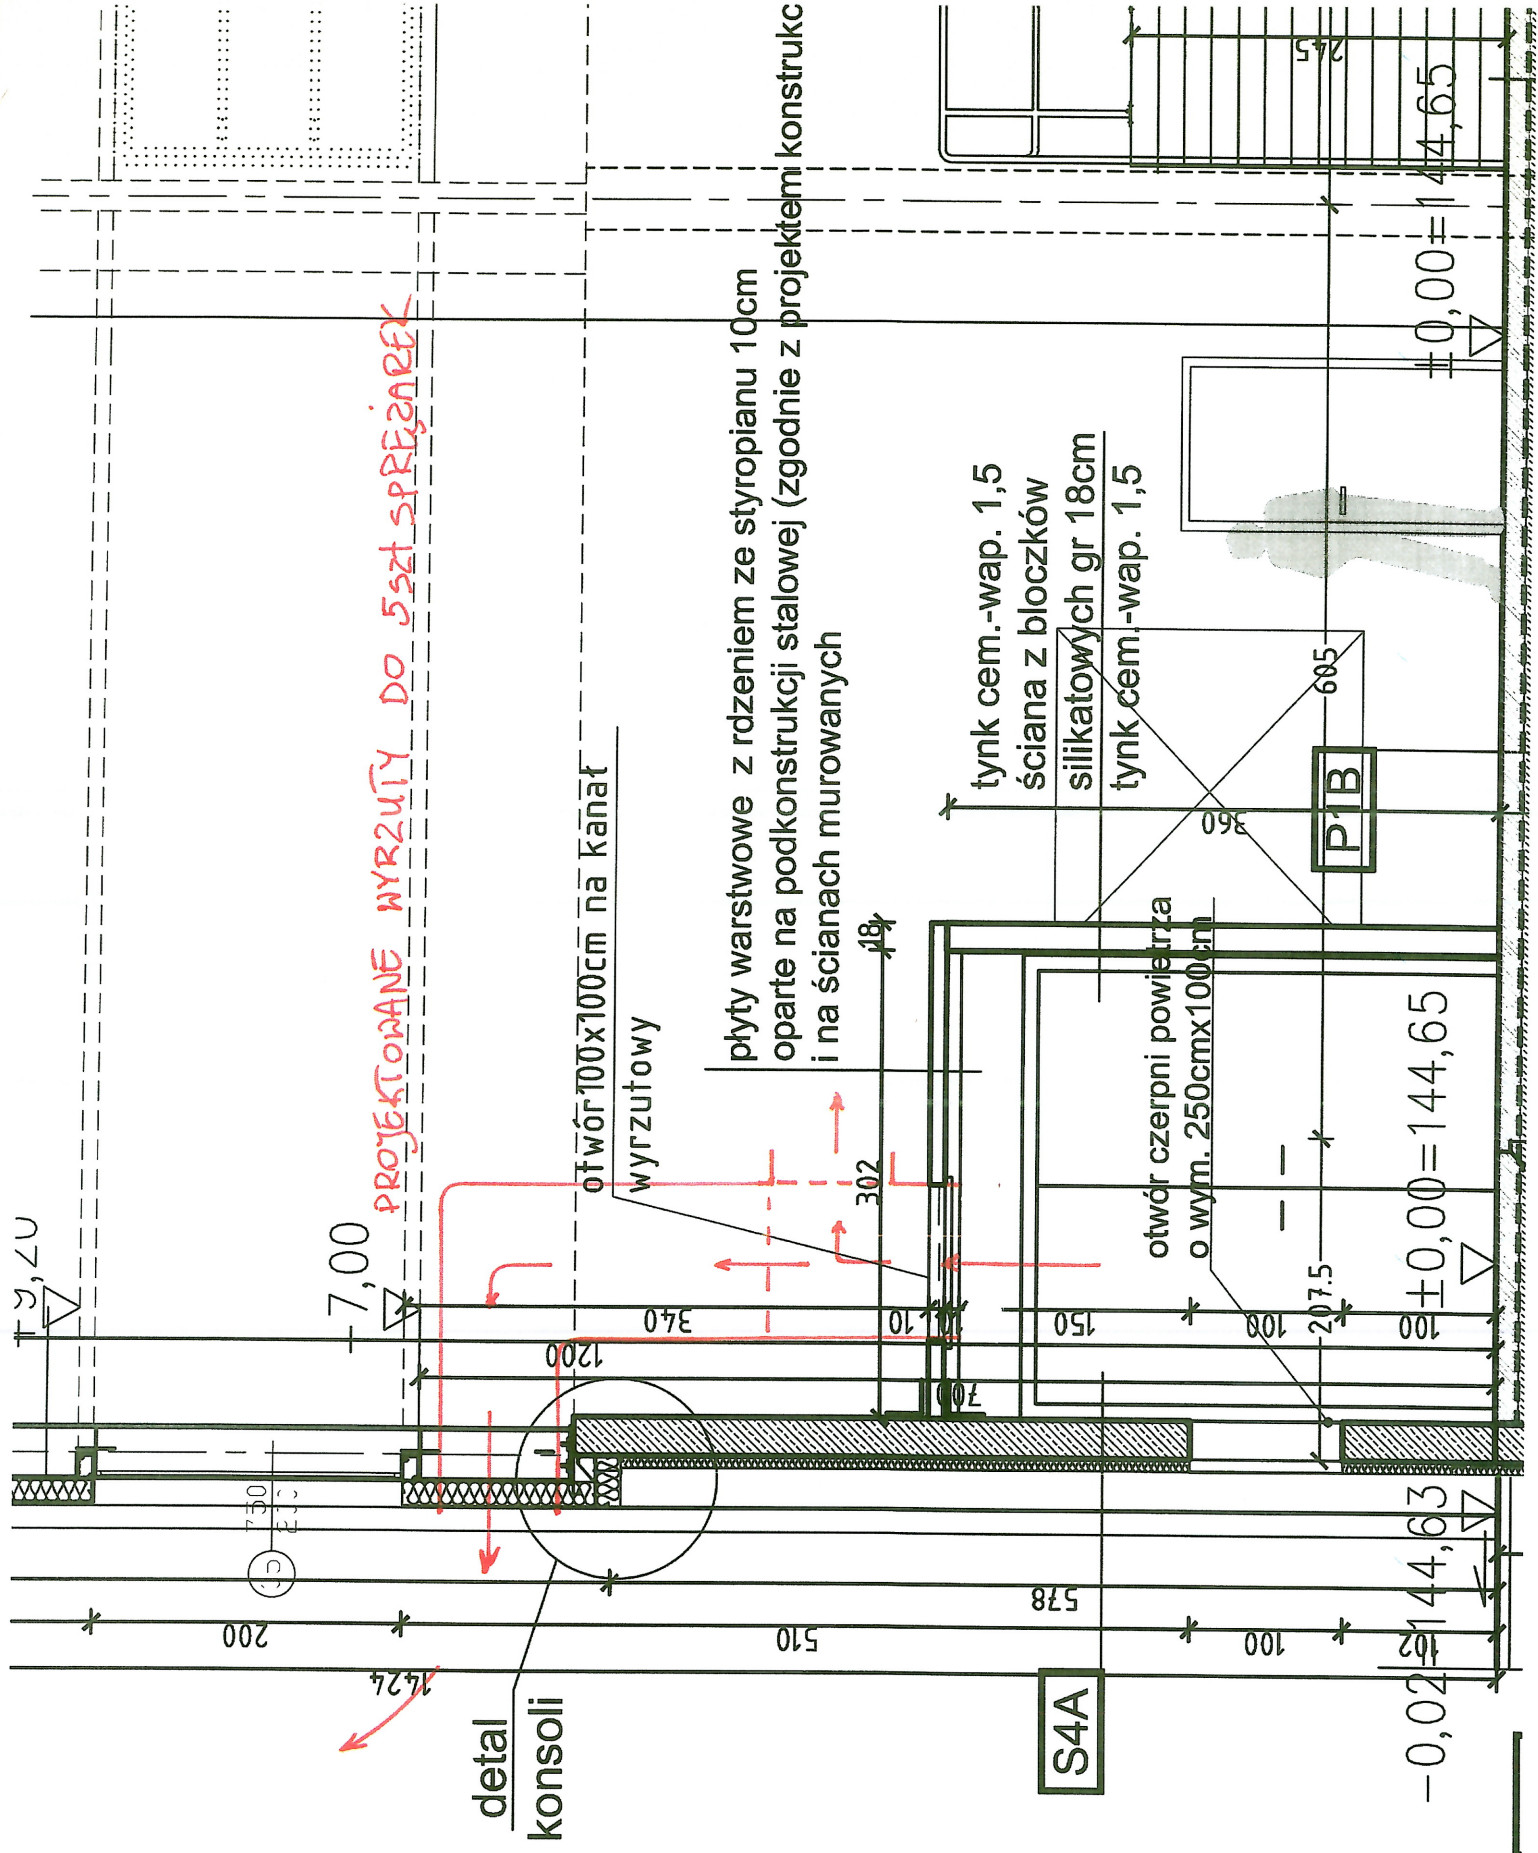 PROJEKTOWANE WYRZUTY DO 5szt SPRĘŻAREK
9,20
7,00
otwór100x100cm na kanał
wyrzutowy
płyty warstwowe z rdzeniem ze styropianu 10cm
oparte na podkonstrukcji stalowej (zgodnie z projektem konstrukc
i na ścianach murowanych
tynk cem.-wap. 1,5
ściana z bloczków
silikatowych gr 18cm
tynk cem.-wap. 1,5
otwór czerpni powietrza
o wym. 250cmx100cm
P1B
±0,00=144,65
±0,00=144,65
-0,02
144,63
S4A
detal
konsoli
245
605
360
18
302
207.5
340
10
150
100
100
1200
70
578
510
200
100
102
1424